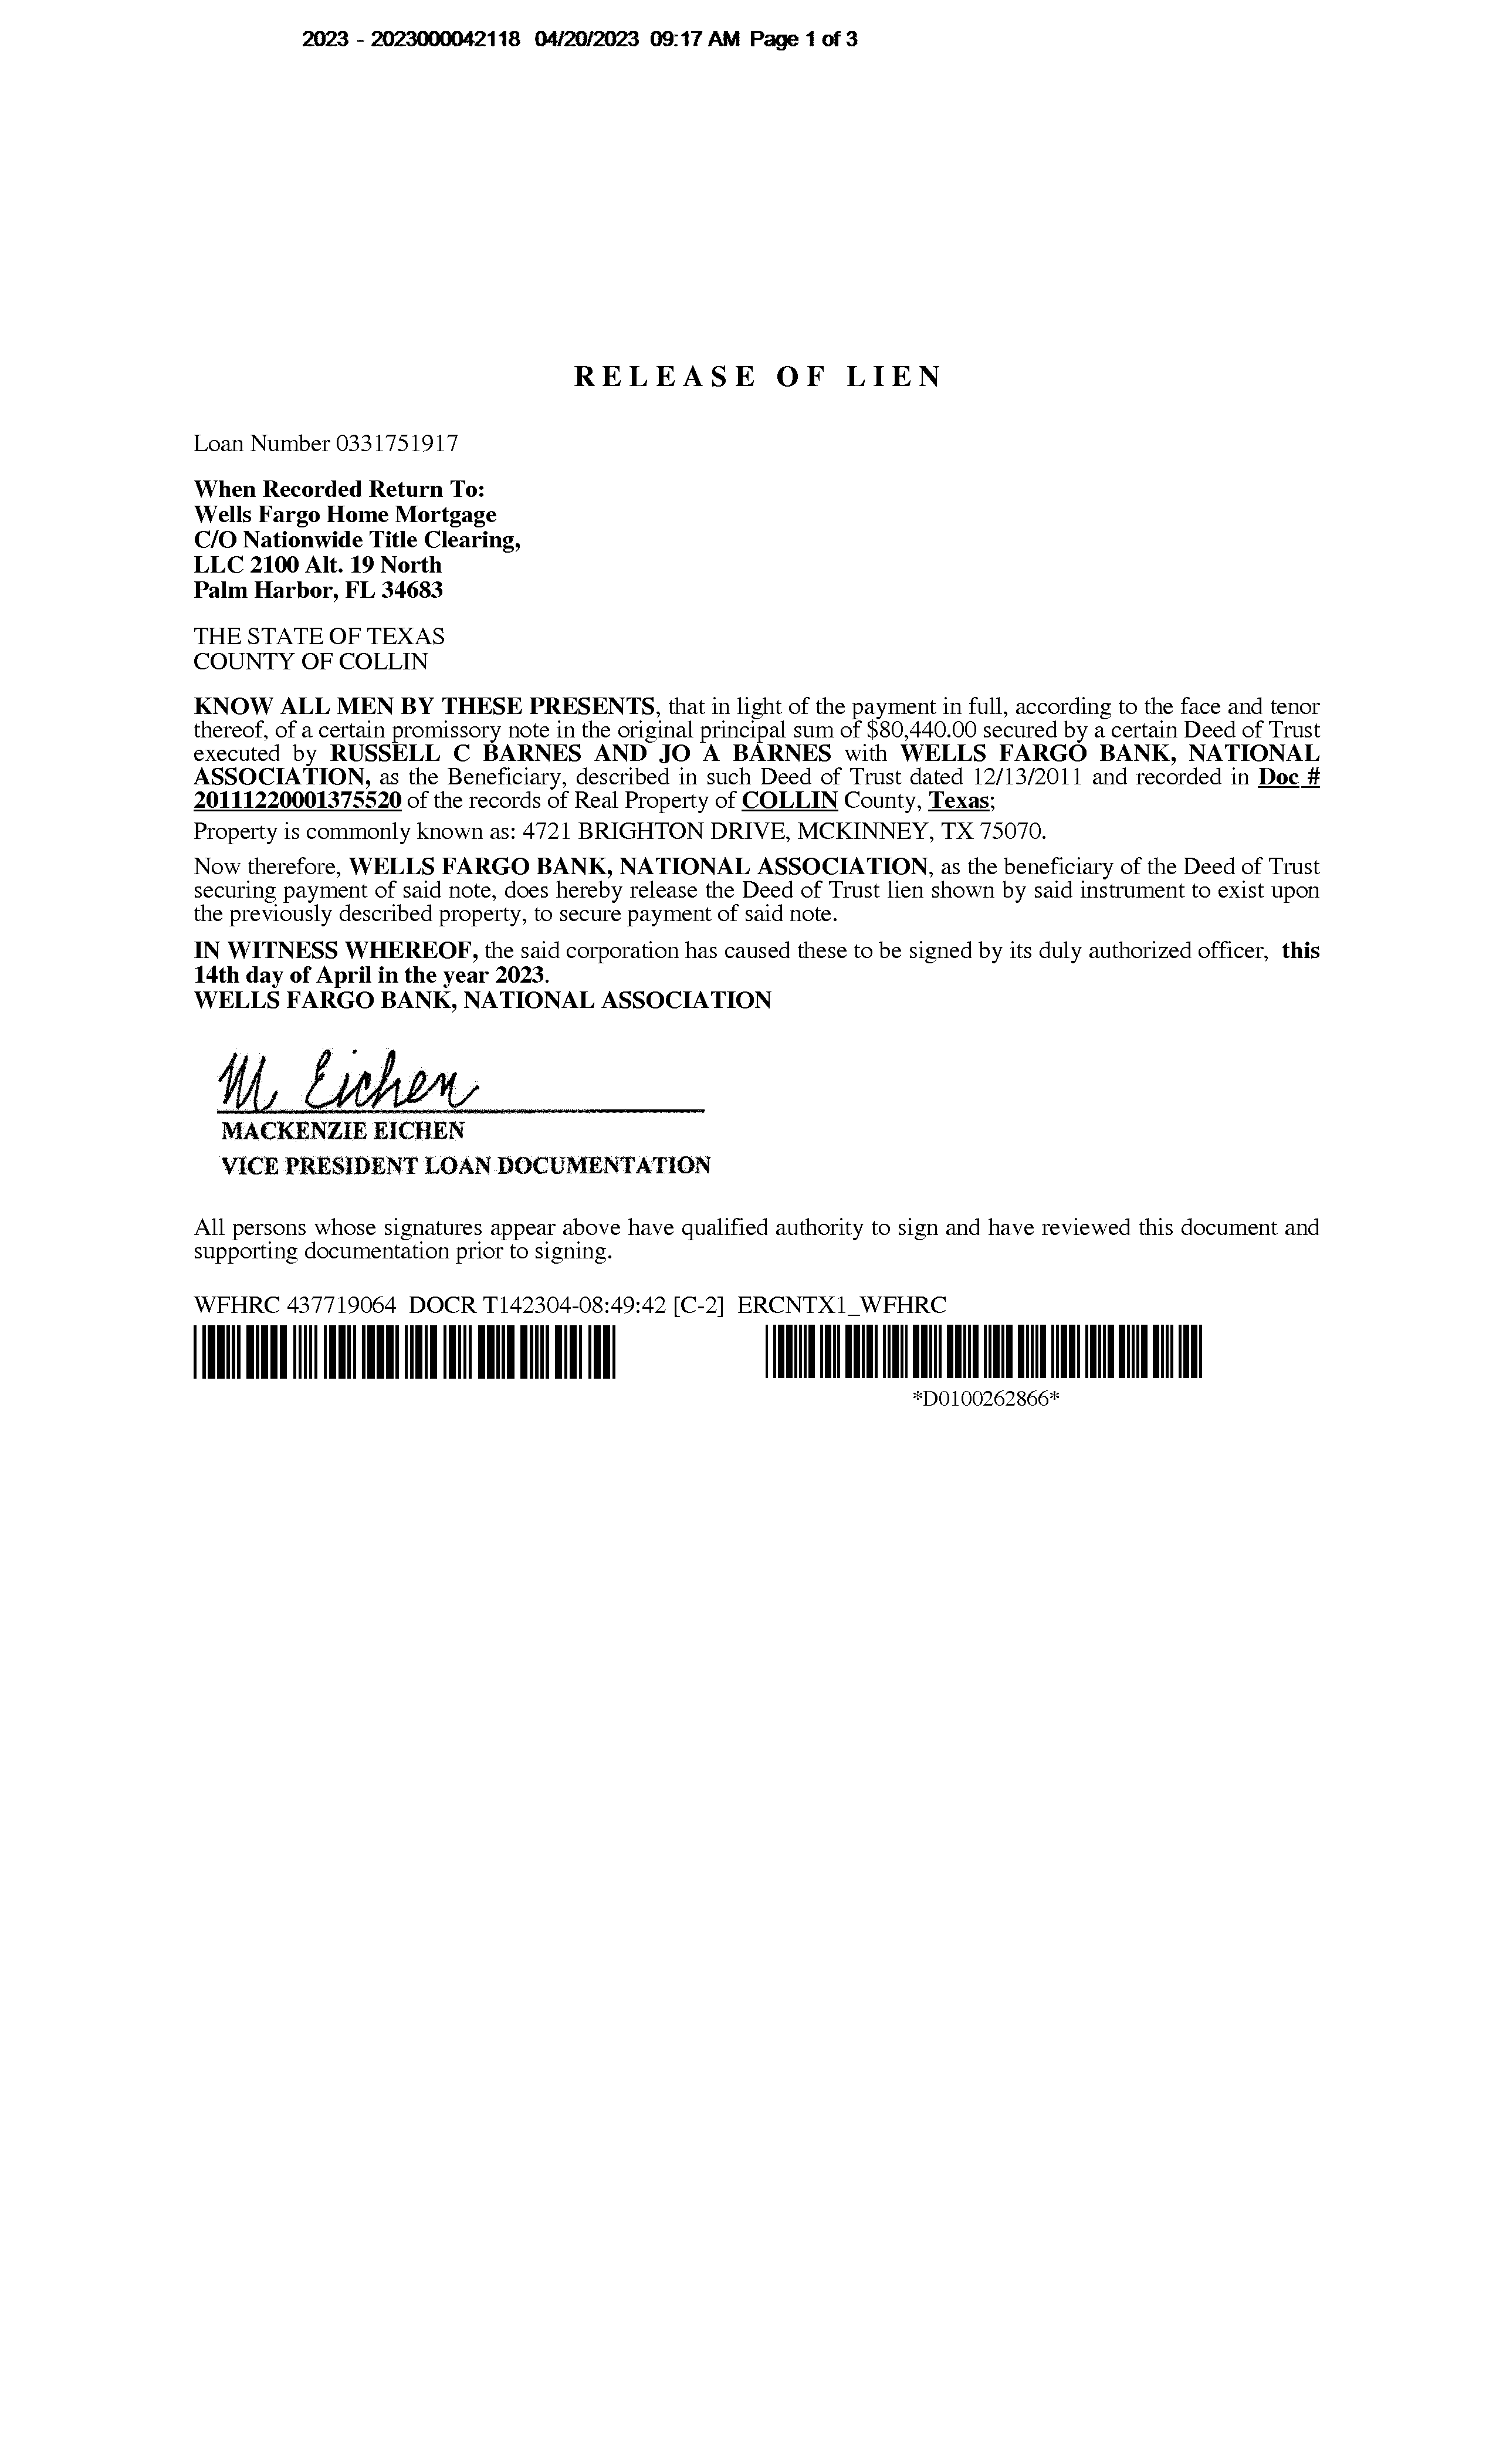 2023 - 2023000042118 04/20/2023 09:17 AM Page 1 of 3
RELEASE OF LIEN
Loan Number 0331751917
When Recorded Return To:
Wells Fargo Home Mortgage
C/O Nationwide Title Clearing,
LLC 2100 Alt. 19 North
Palm Harbor, FL 34683
THE STATE OF TEXAS
COUNTY OF COLLIN
KNOW ALL MEN BY THESE PRESENTS, that in light of the payment in full, according to the face and tenor
thereof, of a certain promissory note in the original principal sum of $80,440.00 secured by a certain Deed of Trust
executed by RUSSELL C BARNES AND JO A BARNES with WELLS FARGO BANK, NATIONAL
ASSOCIATION, as the Beneficiary, described in such Deed of Trust dated 12/13/2011 and recorded in Doc #
20111220001375520 of the records of Real Property of COLLIN County, Texas;
Property is commonly known as: 4721 BRIGHTON DRIVE, MCKINNEY, TX 75070.
Now therefore, WELLS FARGO BANK, NATIONAL ASSOCIATION, as the beneficiary of the Deed of Trust
securing payment of said note, does hereby release the Deed of Trust lien shown by said instrument to exist upon
the previously described property, to secure payment of said note.
IN WITNESS WHEREOF, the said corporation has caused these to be signed by its duly authorized officer, this
14th day of April in the year 2023.
WELLS FARGO BANK, NATIONAL ASSOCIATION
M Eichen
MACKENZIE EICHEN
VICE PRESIDENT LOAN DOCUMENTATION
All persons whose signatures appear above have qualified authority to sign and have reviewed this document and
supporting documentation prior to signing.
WFHRC 437719064 DOCR T142304-08:49:42 [C-2] ERCNTX1_WFHRC
*D0100262866*